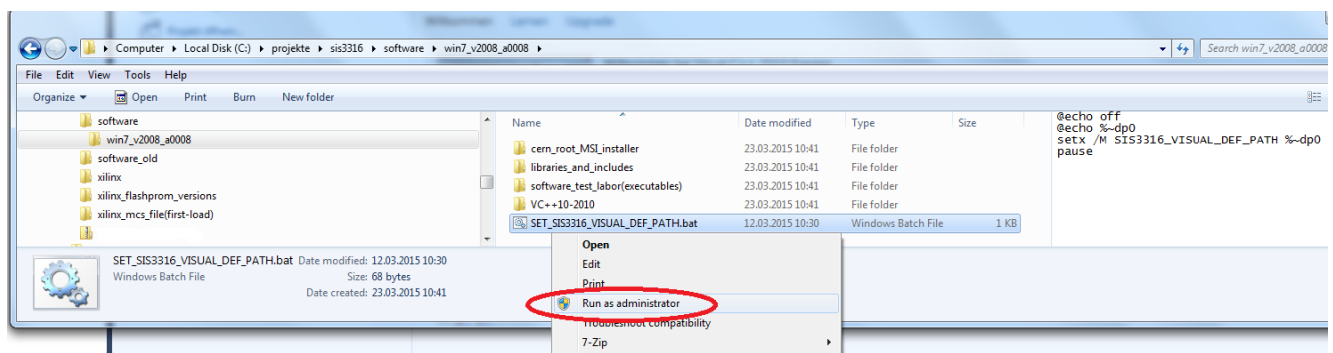 Willkommen Lernen Upgrade
Computer ▸ Local Disk (C:) ▸ projekte ▸ sis3316 ▸ software ▸ win7_v2008_a0008 ▸
Search win7_v2008_a0008
File Edit View Tools Help
Organize Open Print Burn New folder
software
win7_v2008_a0008
software_old
xilinx
xilinx_flashprom_versions
xilinx_mcs_file(first-load)
Name Date modified Type Size
cern_root_MSI_installer 23.03.2015 10:41 File folder
libraries_and_includes 23.03.2015 10:41 File folder
software_test_labor(executables) 23.03.2015 10:41 File folder
VC++10-2010 23.03.2015 10:41 File folder
SET_SIS3316_VISUAL_DEF_PATH.bat 12.03.2015 10:30 Windows Batch File 1 KB
@echo off
@echo %~dp0
setx /M SIS3316_VISUAL_DEF_PATH %~dp0
pause
Open
Edit
Print
Run as administrator
Troubleshoot compatibility
7-Zip
SET_SIS3316_VISUAL_DEF_PATH.bat Date modified: 12.03.2015 10:30
Windows Batch File Size: 68 bytes
Date created: 23.03.2015 10:41